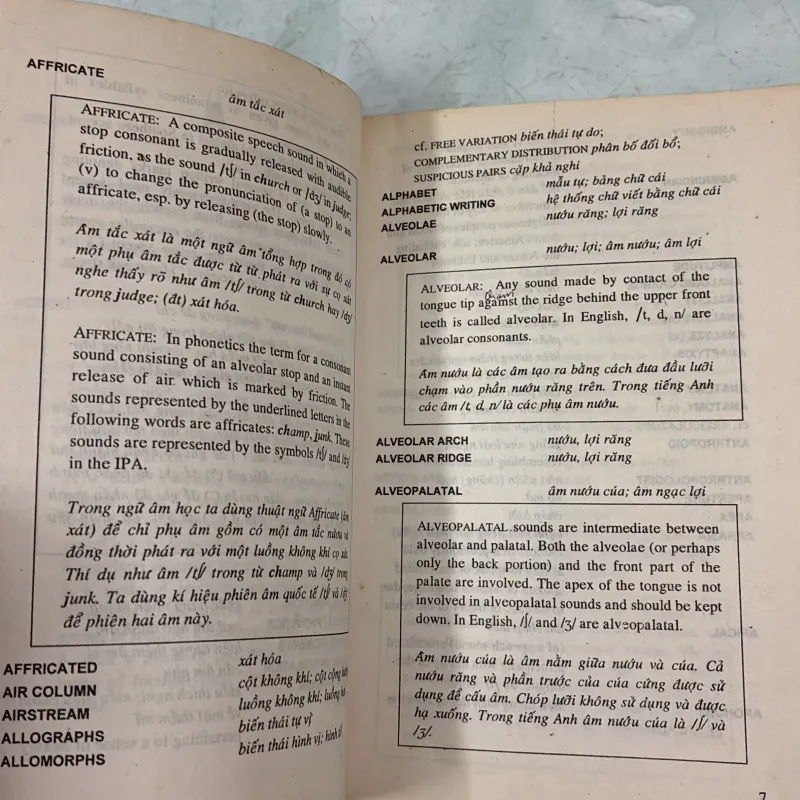 AFFRICATE
âm tắc xát
AFFRICATE: A composite speech sound in which a
stop consonant is gradually released with audible
friction, as the sound /tʃ/ in church or /dʒ/ in judge;
(v) to change the pronunciation of (a stop) to an
affricate, esp. by releasing (the stop) slowly.
Âm tắc xát là một ngữ âm tổng hợp trong đó có
một phụ âm tắc được từ từ phát ra với sự cọ xát
nghe thấy rõ như âm /tʃ/ trong từ church hay /dʒ/
trong judge; (đt) xát hóa.
AFFRICATE: In phonetics the term for a consonant
sound consisting of an alveolar stop and an instant
release of air which is marked by friction. The
sounds represented by the underlined letters in the
following words are affricates: champ, junk. These
sounds are represented by the symbols /tʃ/ and /dʒ/
in the IPA.
Trong ngữ âm học ta dùng thuật ngữ Affricate (âm
xát) để chỉ phụ âm gồm có một âm tắc nướu và
đồng thời phát ra với một luồng không khí cọ xát.
Thí dụ như âm /tʃ/ trong từ champ và /dʒ/ trong
junk. Ta dùng kí hiệu phiên âm quốc tế /tʃ/ và /dʒ/
để phiên hai âm này.
AFFRICATED xát hóa
AIR COLUMN cột không khí; cột cộng
AIRSTREAM luồng không khí; luồng
ALLOGRAPHS biến thái tự vị
ALLOMORPHS biến thái hình vị; hình
cf. FREE VARIATION biến thái tự do;
COMPLEMENTARY DISTRIBUTION phân bố đối bổ;
SUSPICIOUS PAIRS cặp khả nghi
ALPHABET mẫu tự; bảng chữ cái
ALPHABETIC WRITING hệ thống chữ viết bằng chữ cái
ALVEOLAE nướu răng; lợi răng
ALVEOLAR nướu; lợi; âm nướu; âm lợi
ALVEOLAR: Any sound made by contact of the
chạm
tongue tip against the ridge behind the upper front
teeth is called alveolar. In English, /t, d, n/ are
alveolar consonants.
Âm nướu là các âm tạo ra bằng cách đưa đầu lưỡi
chạm vào phần nướu răng trên. Trong tiếng Anh
các âm /t, d, n/ là các phụ âm nướu.
ALVEOLAR ARCH nướu, lợi răng
ALVEOLAR RIDGE nướu, lợi răng
ALVEOPALATAL âm nướu cúa; âm ngạc lợi
ALVEOPALATAL sounds are intermediate between
alveolar and palatal. Both the alveolae (or perhaps
only the back portion) and the front part of the
palate are involved. The apex of the tongue is not
involved in alveopalatal sounds and should be kept
down. In English, /ʃ/ and /ʒ/ are alveopalatal.
Âm nướu cúa là âm nằm giữa nướu và cúa. Cả
nướu răng và phần trước của cúa cứng được sử
dụng để cấu âm. Chóp lưỡi không sử dụng và được
hạ xuống. Trong tiếng Anh âm nướu cúa là /ʃ/ và
/ʒ/.
7